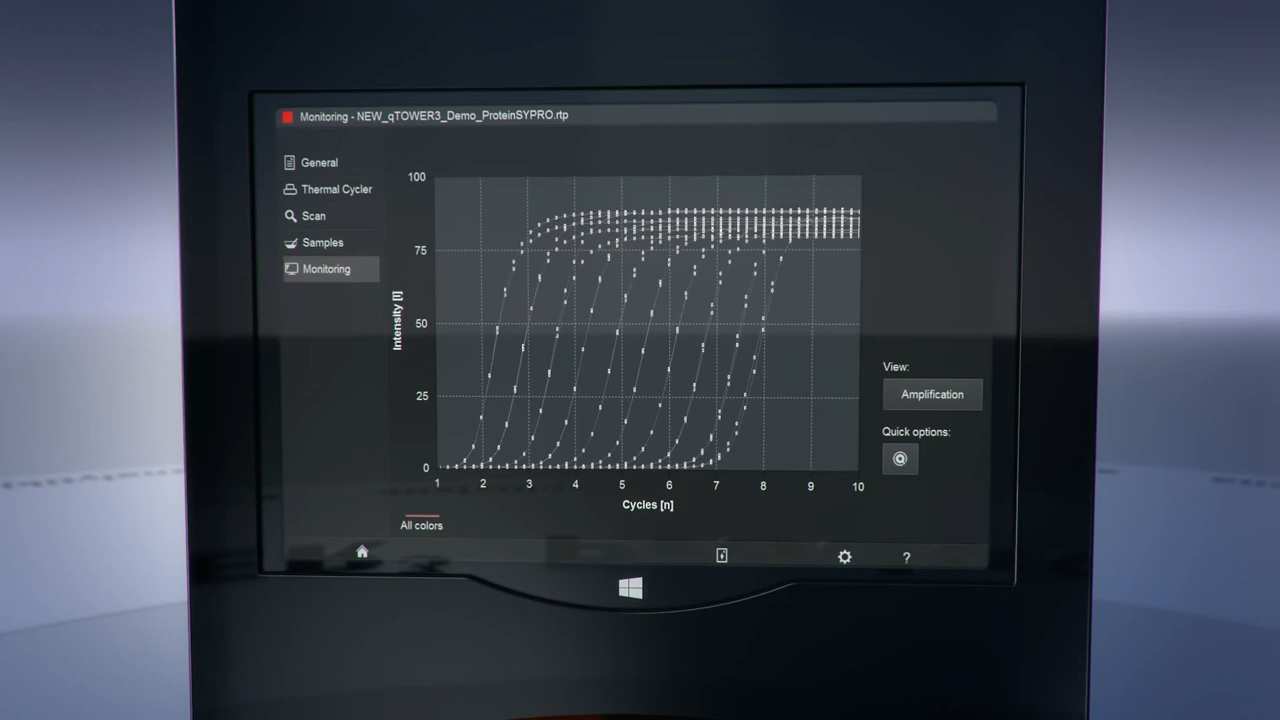 Monitoring - NEW_qTOWER3_Demo_ProteinSYPRO.rtp
General
Thermal Cycler
Scan
Samples
Monitoring
100
75
50
25
0
Intensity [I]
1 2 3 4 5 6 7 8 9 10
Cycles [n]
All colors
View:
Amplification
Quick options:
?